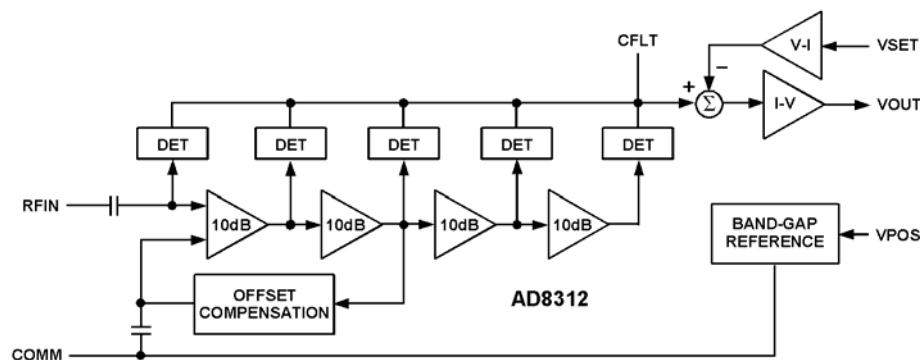 CFLT
V-I
VSET
−
+
Σ
I-V
VOUT
DET
DET
DET
DET
DET
RFIN
10dB
10dB
10dB
10dB
BAND-GAP
REFERENCE
VPOS
OFFSET
COMPENSATION
AD8312
COMM